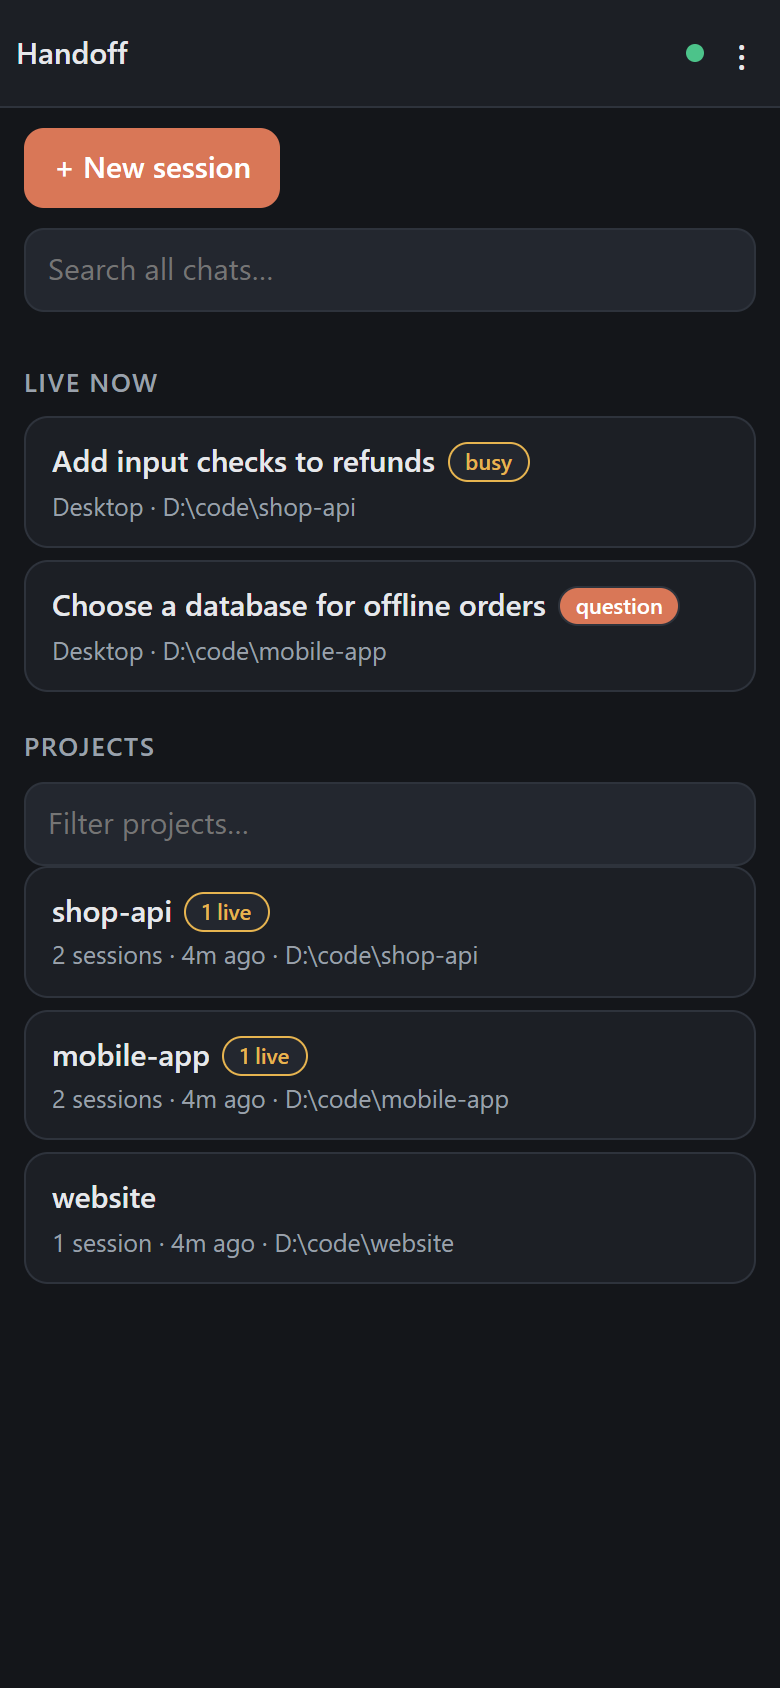 Handoff
+ New session
Search all chats...
LIVE NOW
Add input checks to refunds busy
Desktop · D:\code\shop-api
Choose a database for offline orders question
Desktop · D:\code\mobile-app
PROJECTS
Filter projects...
shop-api 1 live
2 sessions · 4m ago · D:\code\shop-api
mobile-app 1 live
2 sessions · 4m ago · D:\code\mobile-app
website
1 session · 4m ago · D:\code\website